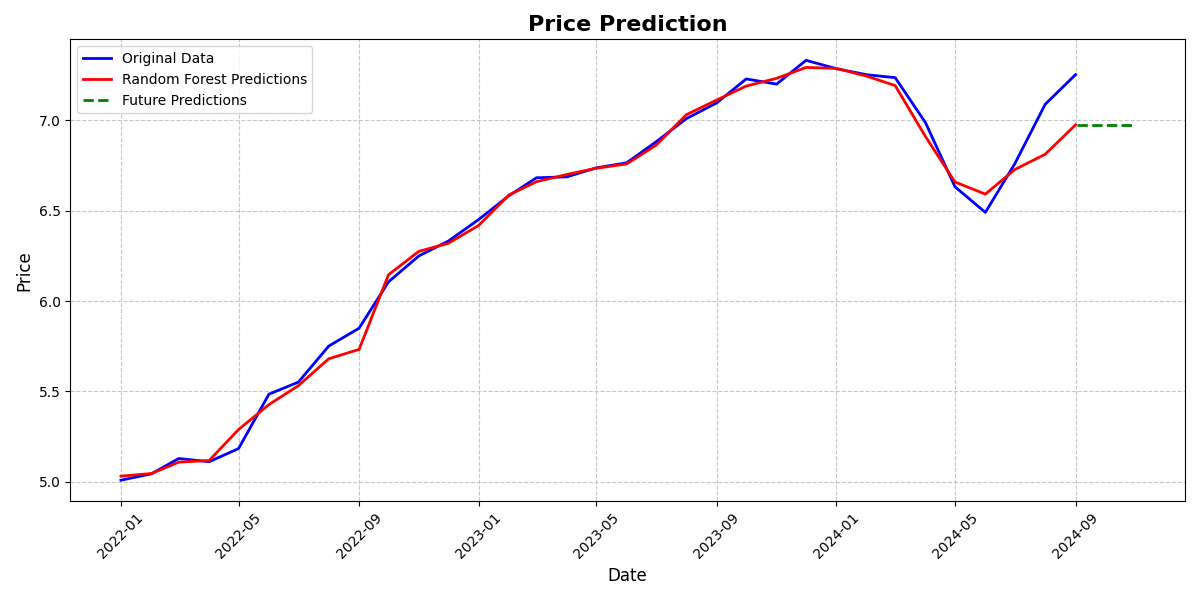 Price Prediction
Original Data
Random Forest Predictions
Future Predictions
Price
7.0
6.5
6.0
5.5
5.0
2022-01
2022-05
2022-09
2023-01
2023-05
2023-09
2024-01
2024-05
2024-09
Date